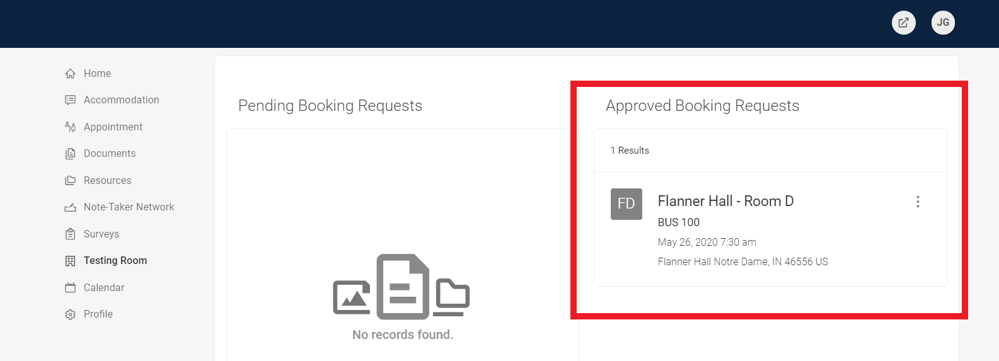 JG
Home
Accommodation
Appointment
Documents
Resources
Note-Taker Network
Surveys
Testing Room
Calendar
Profile
Pending Booking Requests
No records found.
Approved Booking Requests
1 Results
FD
Flanner Hall - Room D
BUS 100
May 26, 2020 7:30 am
Flanner Hall Notre Dame, IN 46556 US